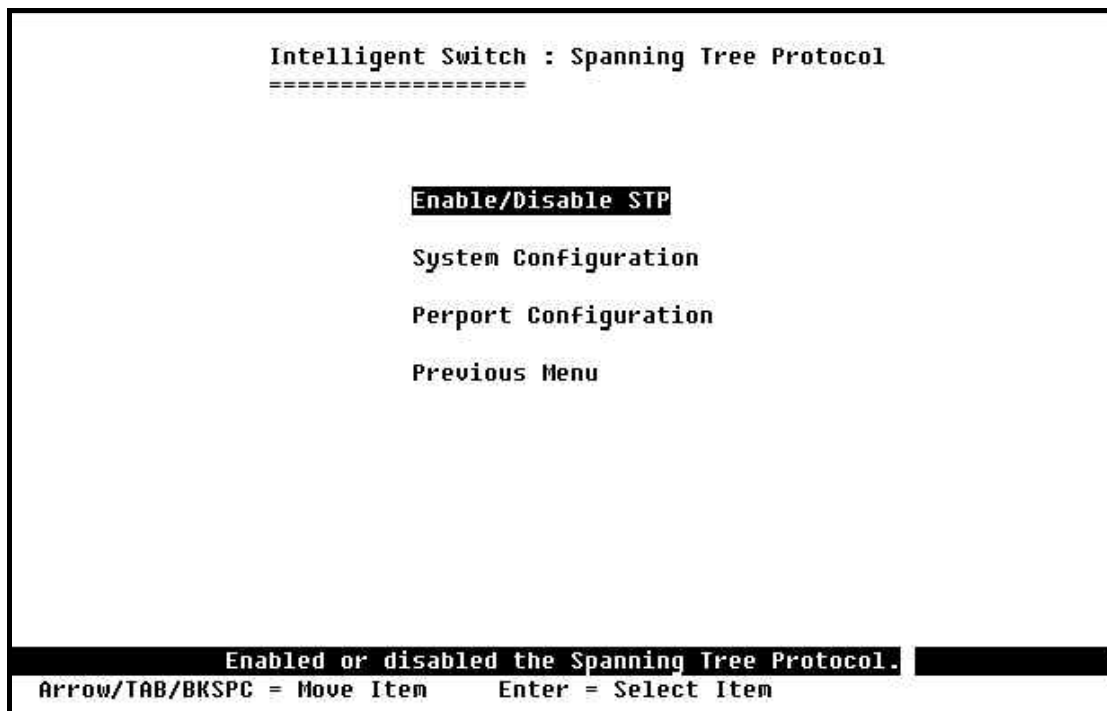 Intelligent Switch : Spanning Tree Protocol
==================
Enable/Disable STP
System Configuration
Perport Configuration
Previous Menu
Enabled or disabled the Spanning Tree Protocol.
Arrow/TAB/BKSPC = Move Item Enter = Select Item